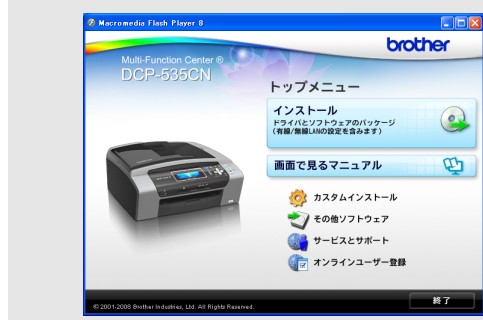 Macromedia Flash Player 8
brother
Multi-Function Center ®
DCP-535CN
トップメニュー
インストール
ドライバとソフトウェアのパッケージ
(有線/無線LANの設定を含みます)
画面で見るマニュアル
カスタムインストール
その他ソフトウェア
サービスとサポート
オンラインユーザー登録
© 2001-2008 Brother Industries, Ltd. All Rights Reserved.
終了